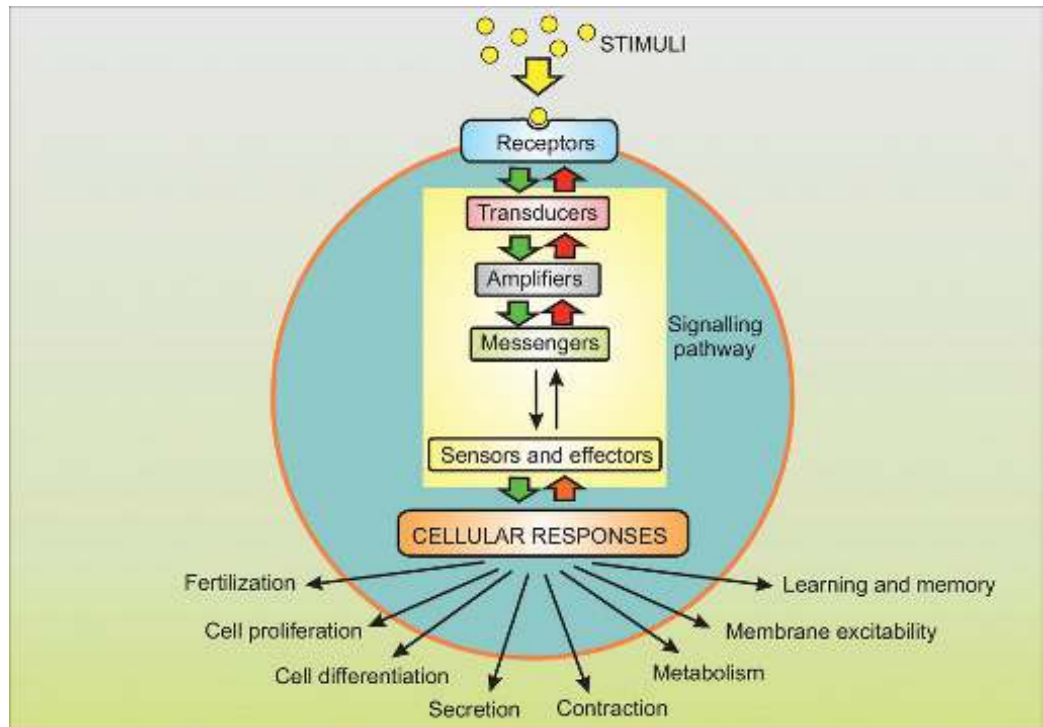 STIMULI
Receptors
Transducers
Amplifiers
Messengers
Signalling
pathway
Sensors and effectors
CELLULAR RESPONSES
Fertilization
Learning and memory
Cell proliferation
Membrane excitability
Cell differentiation
Metabolism
Secretion
Contraction